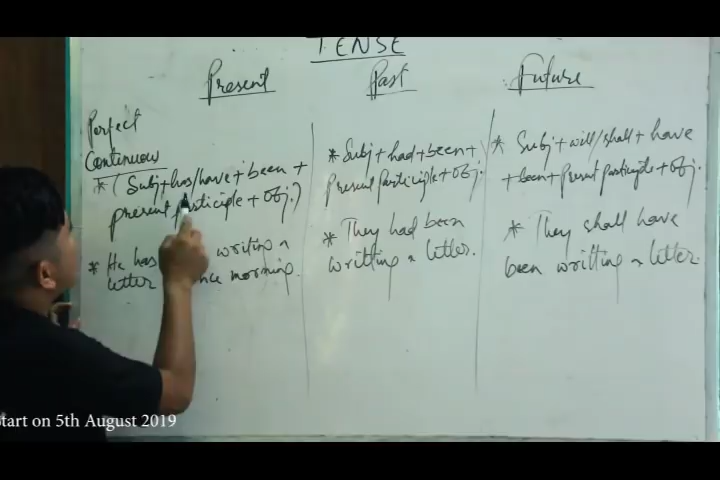 TENSE
Present Past Future
Perfect
Continuous
* (Subj+has/have+been+
present participle+obj.)
* He has writing a
letter morning.
* Subj+had+been+
Present participle+obj.
* They had been
writting a letter.
* Subj+will/shall+have
+been+present participle+obj.
* They shall have
been writting a letter.
tart on 5th August 2019